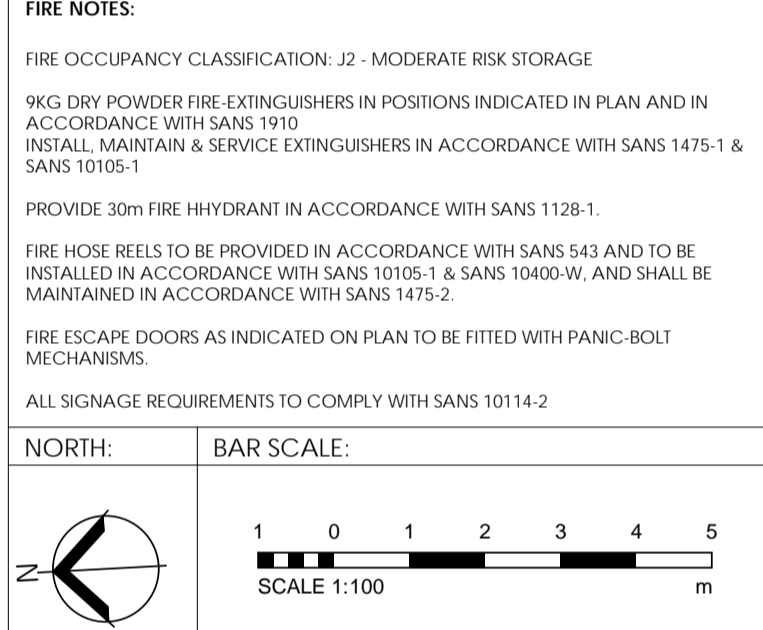 FIRE NOTES:
FIRE OCCUPANCY CLASSIFICATION: J2 - MODERATE RISK STORAGE
9KG DRY POWDER FIRE-EXTINGUISHERS IN POSITIONS INDICATED IN PLAN AND IN
ACCORDANCE WITH SANS 1910
INSTALL, MAINTAIN & SERVICE EXTINGUISHERS IN ACCORDANCE WITH SANS 1475-1 &
SANS 10105-1
PROVIDE 30m FIRE HHYDRANT IN ACCORDANCE WITH SANS 1128-1.
FIRE HOSE REELS TO BE PROVIDED IN ACCORDANCE WITH SANS 543 AND TO BE
INSTALLED IN ACCORDANCE WITH SANS 10105-1 & SANS 10400-W, AND SHALL BE
MAINTAINED IN ACCORDANCE WITH SANS 1475-2.
FIRE ESCAPE DOORS AS INDICATED ON PLAN TO BE FITTED WITH PANIC-BOLT
MECHANISMS.
ALL SIGNAGE REQUIREMENTS TO COMPLY WITH SANS 10114-2
NORTH:
BAR SCALE:
N
1 0 1 2 3 4 5
SCALE 1:100 m